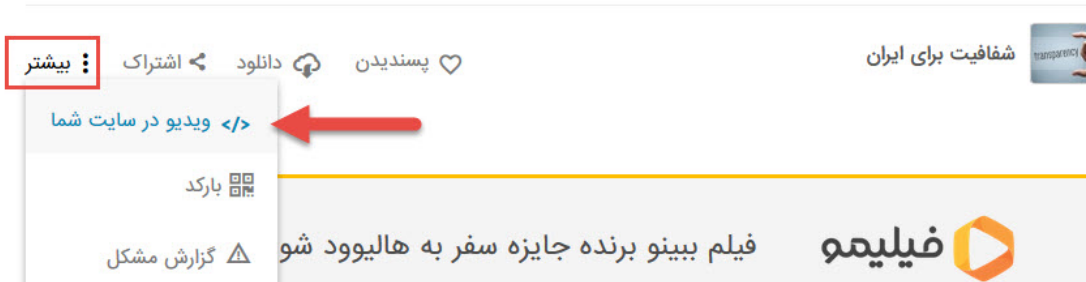 شفافیت برای ایران
transparency
پسندیدن
دانلود
اشتراک
بیشتر
</> ویدیو در سایت شما
بارکد
گزارش مشکل
فیلیمو
فیلم ببینو برنده جایزه سفر به هالیوود شو